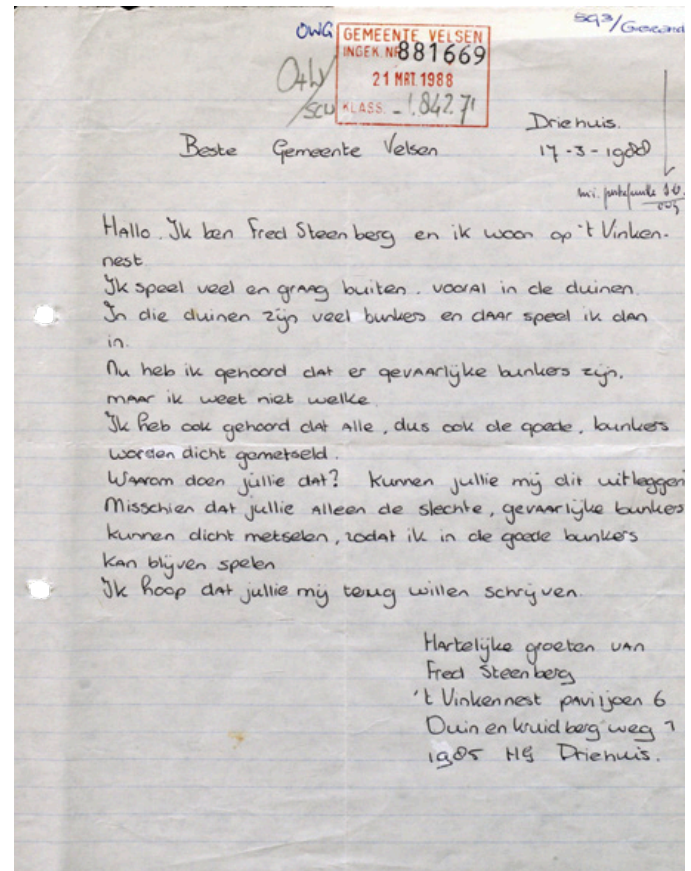 OWG
GEMEENTE VELSEN
INGEK. NR 881669
21 MRT. 1988
KLASS. -1.842.71
Driehuis.
Beste Gemeente Velsen 17-3-1988
Hallo. Ik ben Fred Steenberg en ik woon op 't Vinken-
nest.
Ik speel veel en graag buiten. vooral in de duinen.
In die duinen zijn veel bunkers en daar speel ik dan
in.
Nu heb ik gehoord dat er gevaarlijke bunkers zijn,
maar ik weet niet welke.
Ik heb ook gehoord dat alle, dus ook de goede, bunkers
worden dicht gemetseld.
Waarom doen jullie dat? Kunnen jullie mij dit uitleggen
Misschien dat jullie alleen de slechte, gevaarlijke bunkers
kunnen dicht metselen, zodat ik in de goede bunkers
kan blijven spelen
Ik hoop dat jullie mij terug willen schrijven.
Hartelijke groeten van
Fred Steenberg
't Vinkennest paviljoen 6
Duin en kruidberg weg
1985 HG Driehuis.